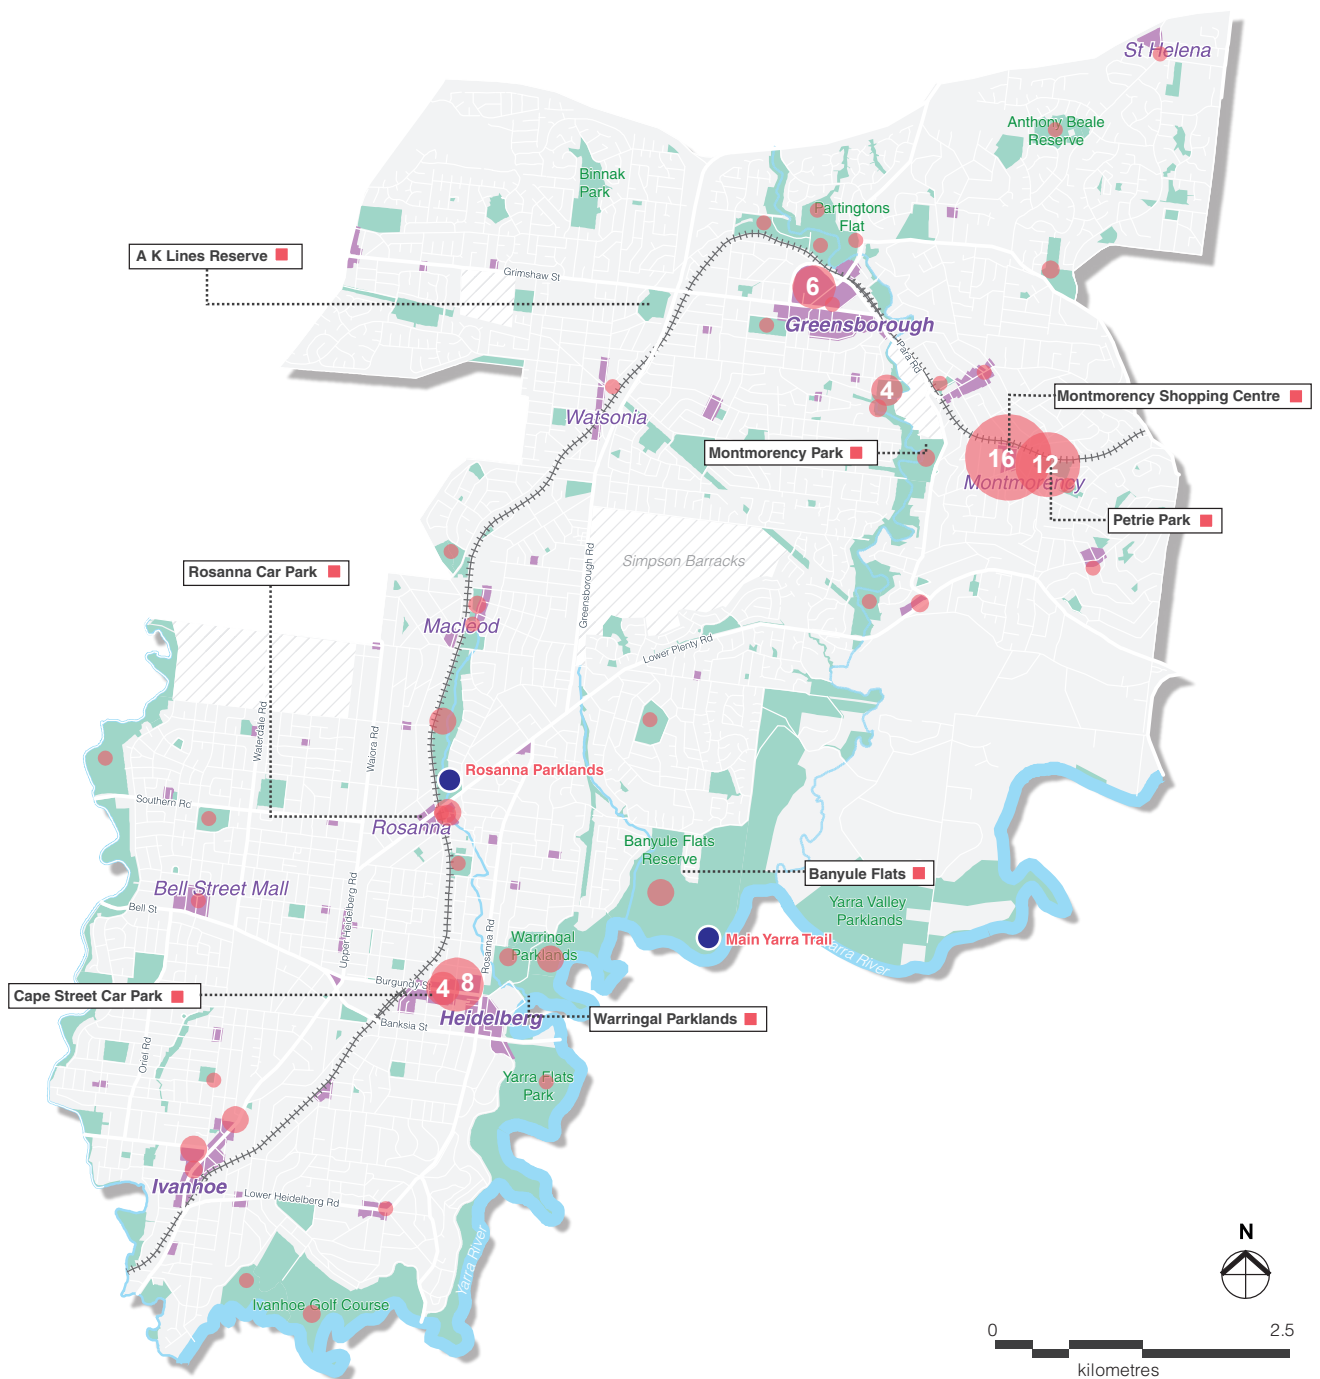 St Helena
Anthony Beale
Reserve
Binnak
Park
Partingtons
Flat
A K Lines Reserve
Grimshaw St
6
Greensborough
Para Rd
4
Montmorency Shopping Centre
Watsonia
Montmorency Park
16
12
Montmorency
Petrie Park
Simpson Barracks
Greensborough Rd
Rosanna Car Park
Macleod
Lower Plenty Rd
Waterdale Rd
Waiora Rd
Rosanna Parklands
Southern Rd
Rosanna
Banyule Flats
Reserve
Banyule Flats
Bell Street Mall
Bell St
Upper Heidelberg Rd
Yarra Valley
Parklands
Rosanna Rd
Warringal
Parklands
Main Yarra Trail
Yarra River
Burgundy S
4
8
Cape Street Car Park
Heidelberg
Warringal Parklands
Banksia St
Oriel Rd
Yarra Flats
Park
Ivanhoe
Lower Heidelberg Rd
Yarra River
Ivanhoe Golf Course
N
0
2.5
kilometres